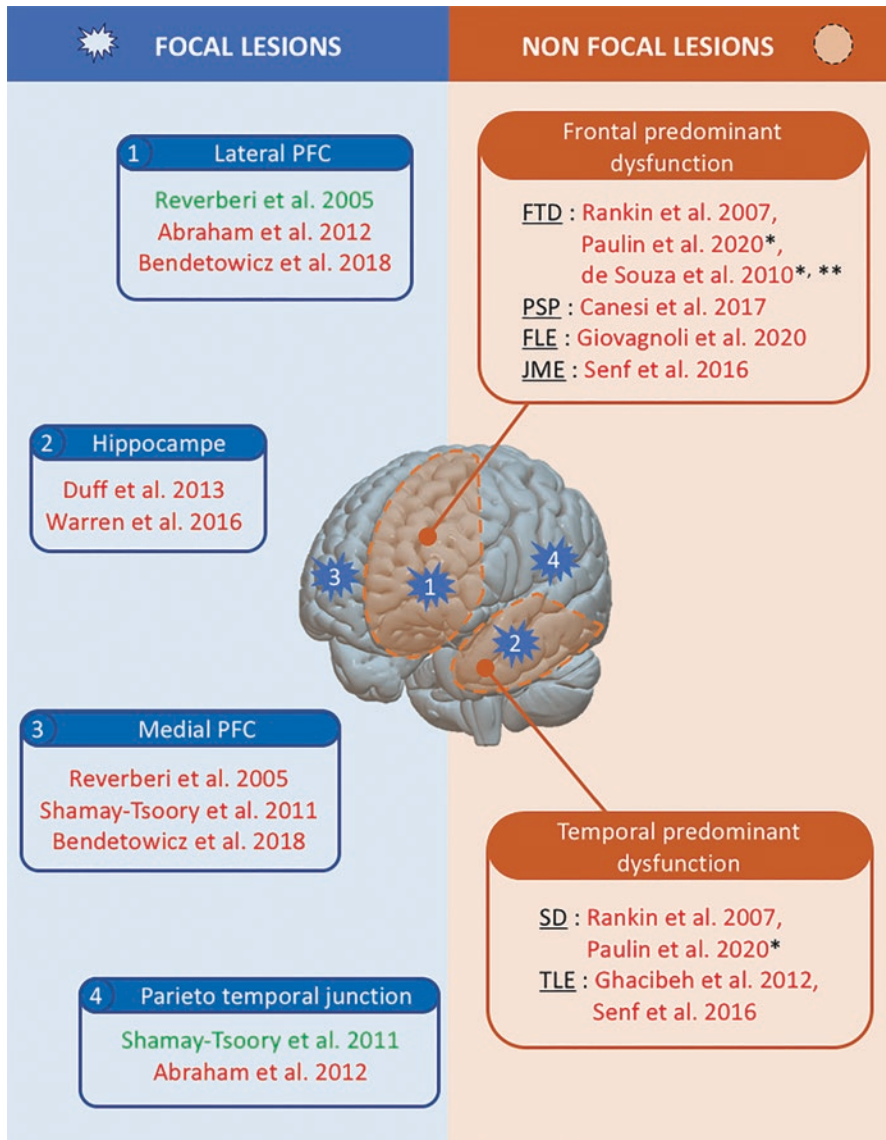 FOCAL LESIONS
NON FOCAL LESIONS
1 Lateral PFC
Reverberi et al. 2005
Abraham et al. 2012
Bendetowicz et al. 2018
2 Hippocampe
Duff et al. 2013
Warren et al. 2016
3 Medial PFC
Reverberi et al. 2005
Shamay-Tsoory et al. 2011
Bendetowicz et al. 2018
4 Parieto temporal junction
Shamay-Tsoory et al. 2011
Abraham et al. 2012
Frontal predominant
dysfunction
FTD : Rankin et al. 2007,
Paulin et al. 2020*,
de Souza et al. 2010*, **
PSP : Canesi et al. 2017
FLE : Giovagnoli et al. 2020
JME : Senf et al. 2016
3
1
4
2
Temporal predominant
dysfunction
SD : Rankin et al. 2007,
Paulin et al. 2020*
TLE : Ghacibeh et al. 2012,
Senf et al. 2016